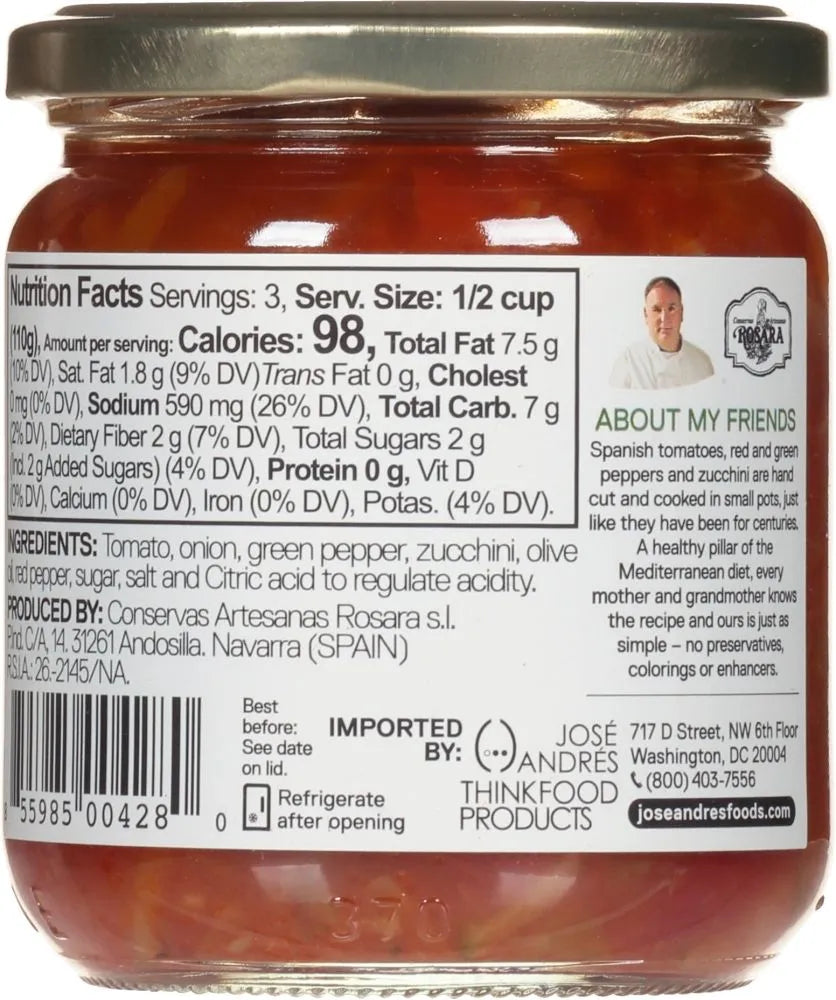 Nutrition Facts Servings: 3, Serv. Size: 1/2 cup
(110g), Amount per serving: Calories: 98, Total Fat 7.5 g
(10% DV), Sat. Fat 1.8 g (9% DV) Trans Fat 0 g, Cholest
0mg (0% DV), Sodium 590 mg (26% DV), Total Carb. 7 g
(2% DV), Dietary Fiber 2 g (7% DV), Total Sugars 2 g
(Incl. 2 g Added Sugars) (4% DV), Protein 0 g, Vit D
(0% DV), Calcium (0% DV), Iron (0% DV), Potas. (4% DV).
INGREDIENTS: Tomato, onion, green pepper, zucchini, olive
oil, red pepper, sugar, salt and Citric acid to regulate acidity.
PRODUCED BY: Conservas Artesanas Rosara s.l.
P.Ind. C/A, 14. 31261 Andosilla. Navarra (SPAIN)
R.S.I.A.: 26.-2145/NA.
8 55985 00428 0
Best
before:
See date
on lid.
Refrigerate
after opening
IMPORTED
BY:
JOSÉ
ANDRÉS
THINKFOOD
PRODUCTS
Conservas Artesanas
ROSARA
ABOUT MY FRIENDS
Spanish tomatoes, red and green
peppers and zucchini are hand
cut and cooked in small pots, just
like they have been for centuries.
A healthy pillar of the
Mediterranean diet, every
mother and grandmother knows
the recipe and ours is just as
simple – no preservatives,
colorings or enhancers.
717 D Street, NW 6th Floor
Washington, DC 20004
(800) 403-7556
joseandresfoods.com
370